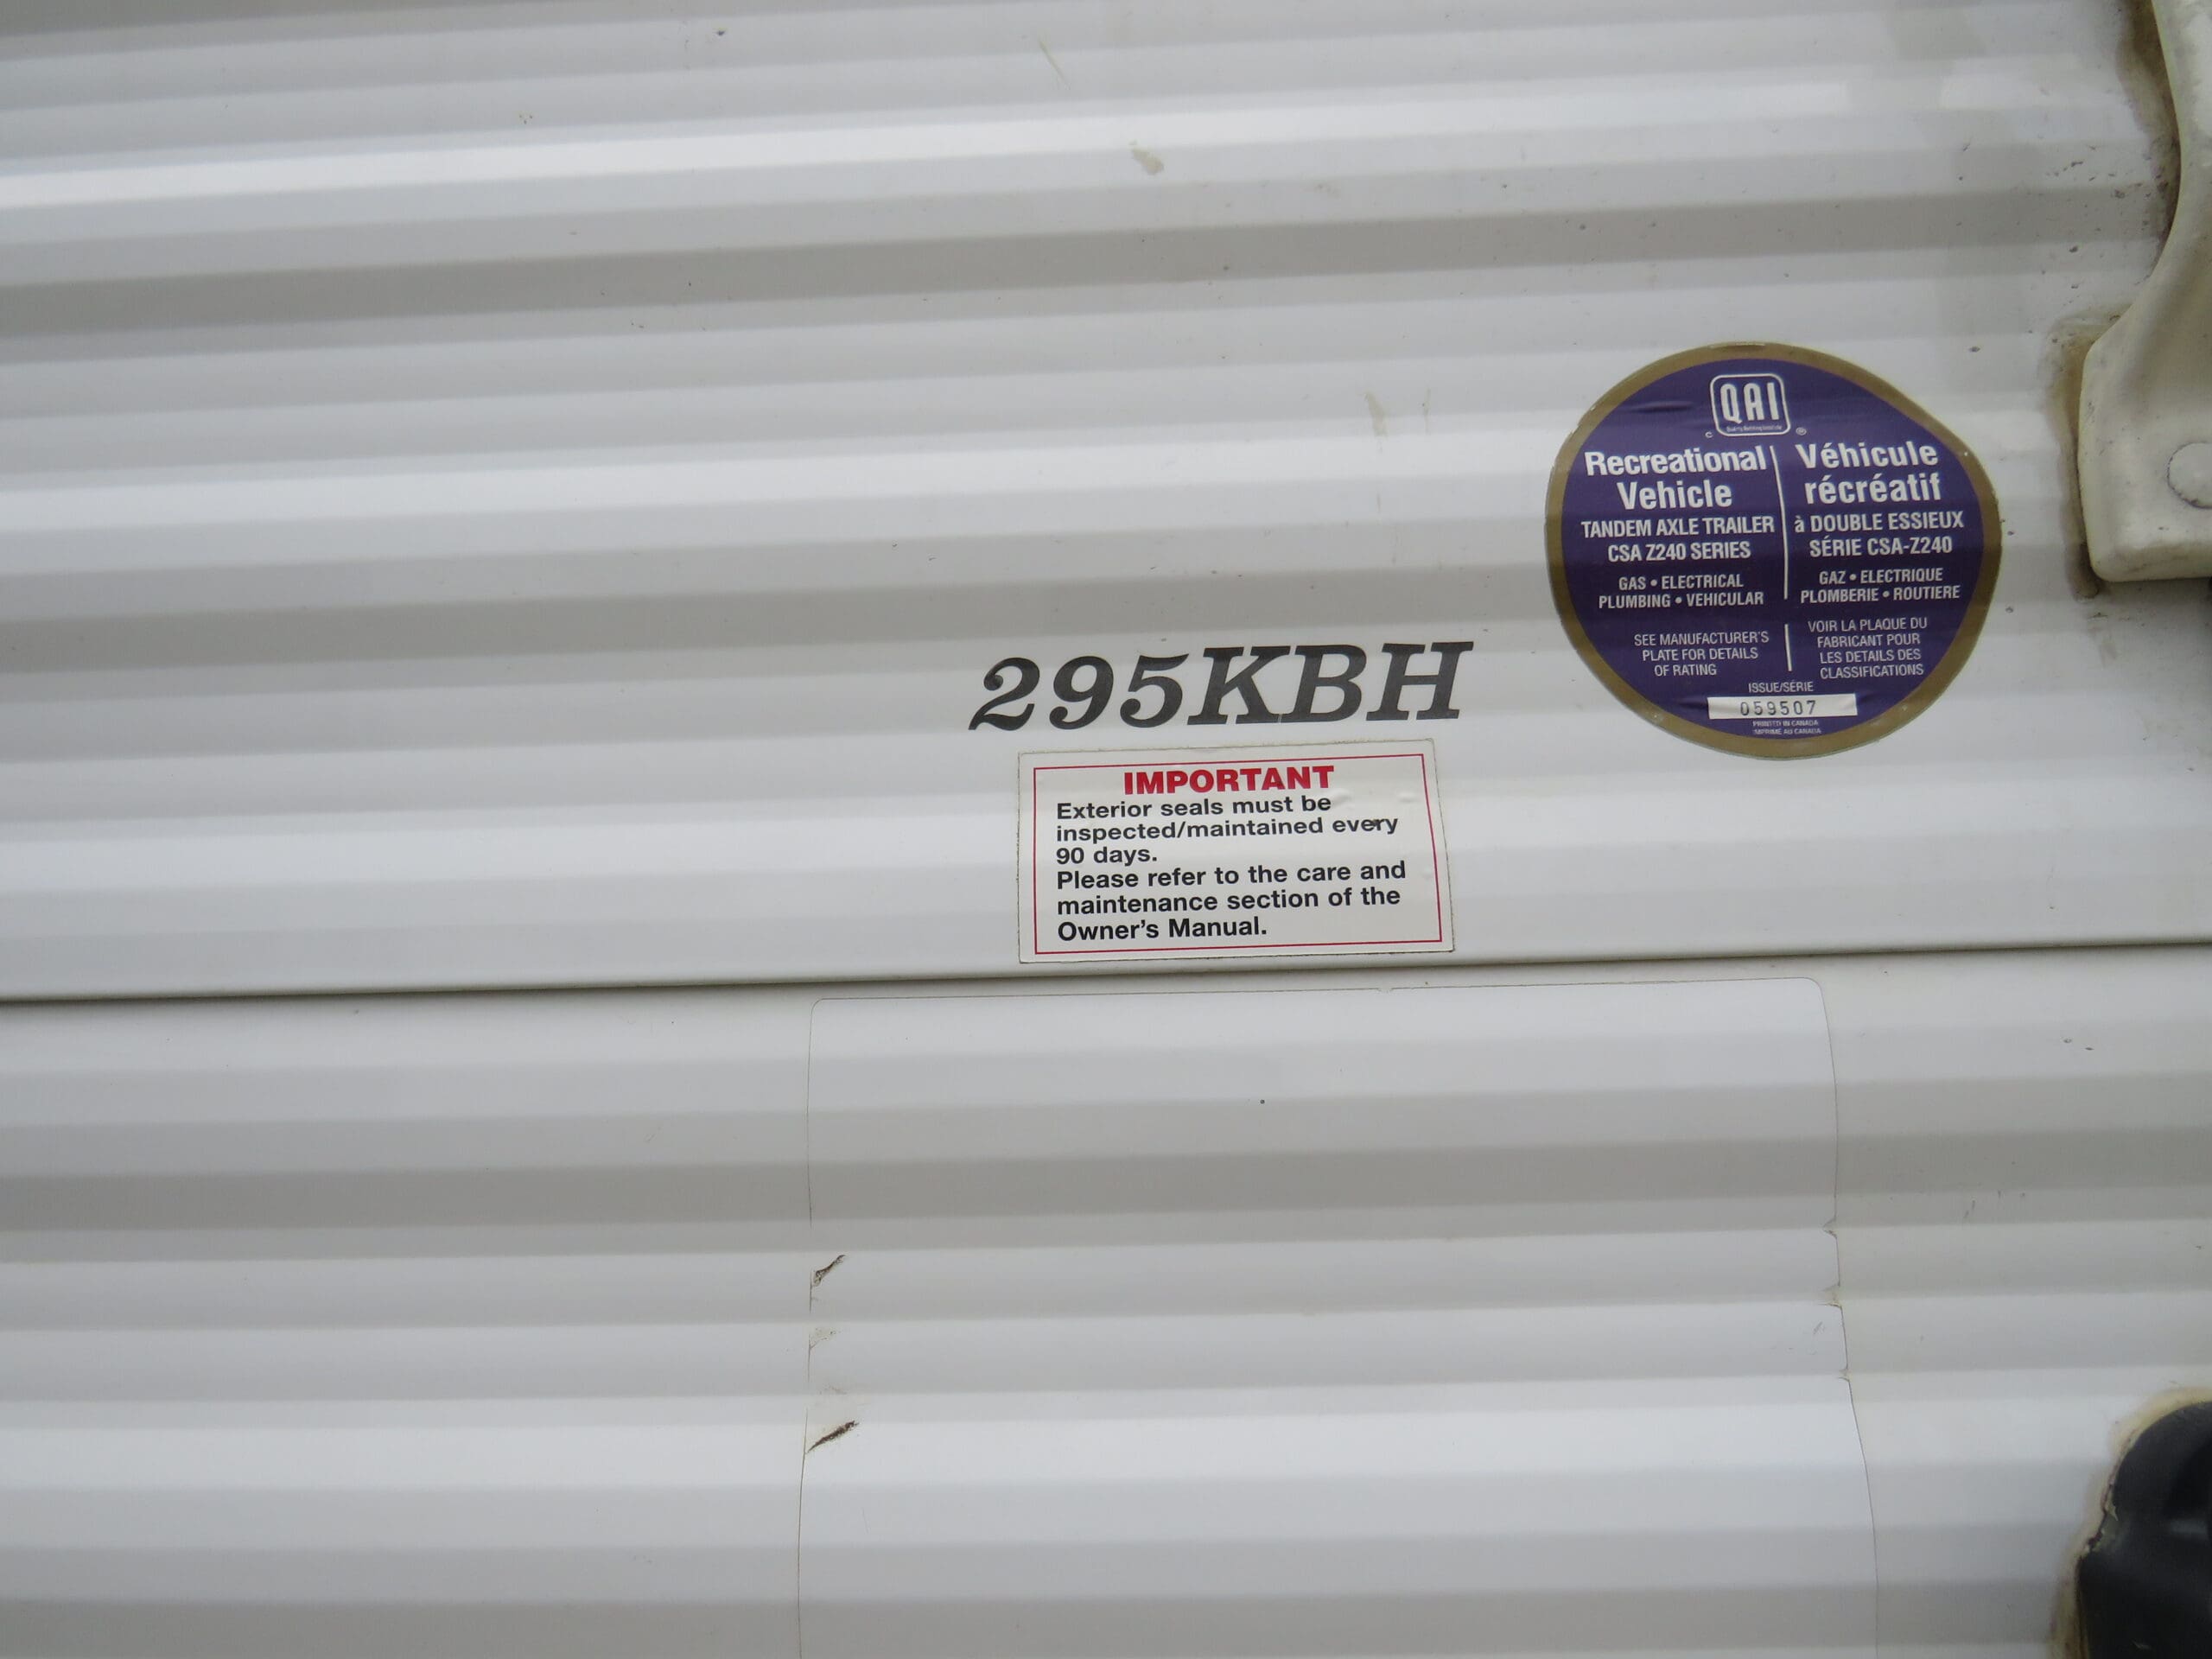 QAI
Recreational
Vehicle
TANDEM AXLE TRAILER
CSA Z240 SERIES
GAS • ELECTRICAL
PLUMBING • VEHICULAR
SEE MANUFACTURER'S
PLATE FOR DETAILS
OF RATING
Véhicule
récréatif
à DOUBLE ESSIEUX
SÉRIE CSA-Z240
GAZ • ELECTRIQUE
PLOMBERIE • ROUTIERE
VOIR LA PLAQUE DU
FABRICANT POUR
LES DETAILS DES
CLASSIFICATIONS
ISSUE/SÉRIE
059507
PRINTED IN CANADA
IMPRIMÉ AU CANADA
295KBH
IMPORTANT
Exterior seals must be
inspected/maintained every
90 days.
Please refer to the care and
maintenance section of the
Owner's Manual.